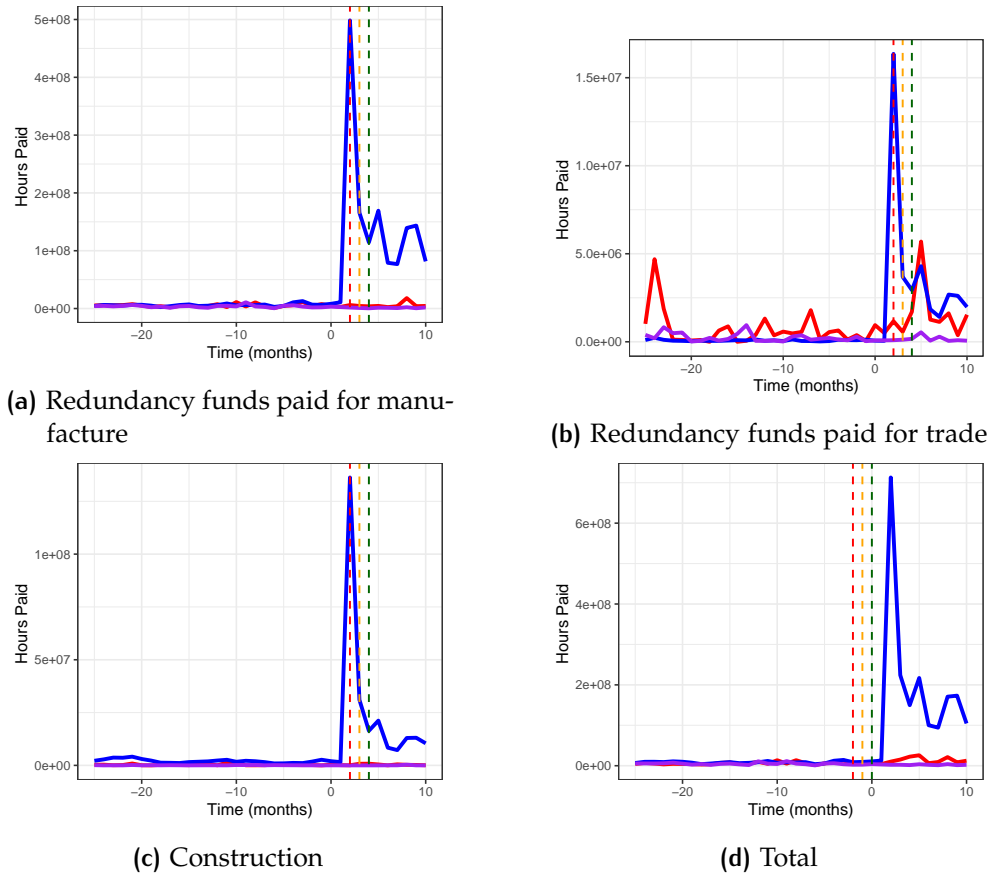 5e+08
4e+08
3e+08
2e+08
1e+08
0e+00
Hours Paid
−20
−10
0
10
Time (months)
(a) Redundancy funds paid for manu-
facture
1.5e+07
1.0e+07
5.0e+06
0.0e+00
Hours Paid
−20
−10
0
10
Time (months)
(b) Redundancy funds paid for trade
1e+08
5e+07
0e+00
Hours Paid
−20
−10
0
10
Time (months)
(c) Construction
6e+08
4e+08
2e+08
0e+00
Hours Paid
−20
−10
0
10
Time (months)
(d) Total